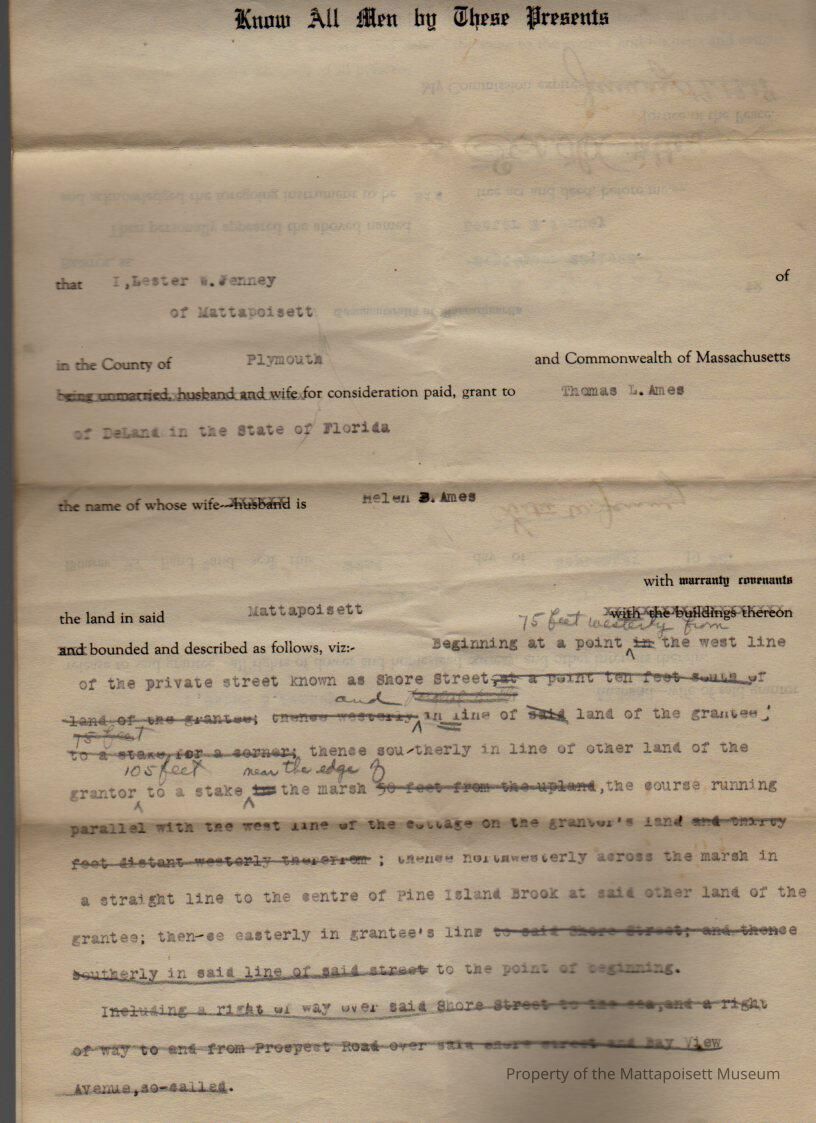 Know All Men by These Presents
that I,Lester W.Jenney of
of Mattapoisett
in the County of Plymouth and Commonwealth of Massachusetts
being unmarried, husband and wife for consideration paid, grant to Thomas L.Ames
of DeLand in the State of Florida
the name of whose wife--husband is Helen B.Ames
with warranty covenants
the land in said Mattapoisett with the buildings thereon
75 feet westerly from
and bounded and described as follows, viz:- Beginning at a point in the west line
of the private street known as Shore Street,at a point ten feet south of
and
land of the grantee; thence westerly in line of said land of the grantee;
75 feet
to a stake,for a corner; thence sou-therly in line of other land of the
105 feet near the edge of
grantor to a stake in the marsh 50 feet from the upland,the course running
parallel with the west line of the cottage on the grantor's land and thirty
feet distant westerly therefrom; thence northwesterly across the marsh in
a straight line to the centre of Pine Island Brook at said other land of the
grantee; then-se easterly in grantee's line to said Shore Street; and thence
southerly in said line of said street to the point of beginning.
Including a right of way over said Shore Street to the sea,and a right
of way to and from Prospect Road over said shore street and Bay View
Avenue,so-called.
Property of the Mattapoisett Museum